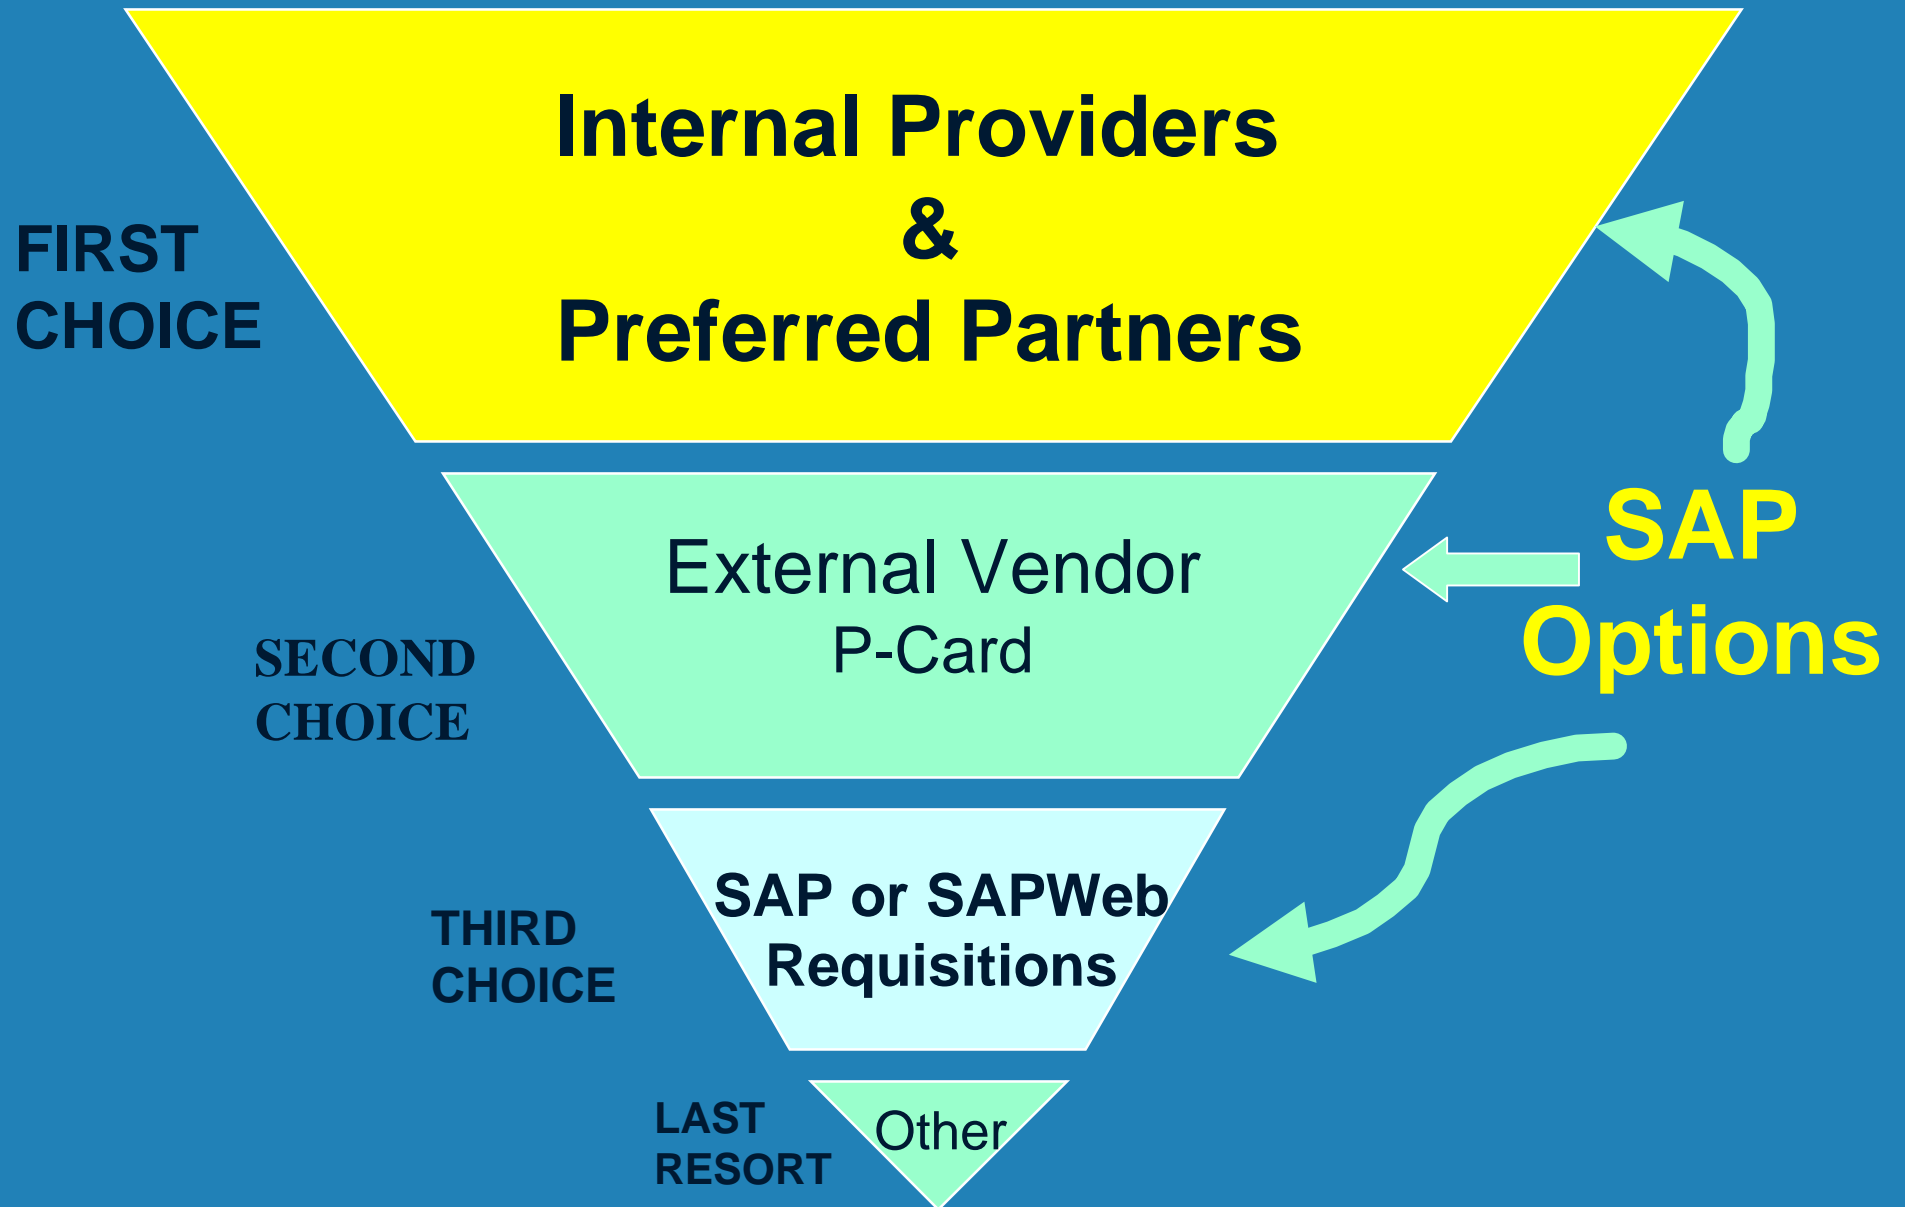 Internal Providers
&
Preferred Partners
FIRST
CHOICE
External Vendor
P-Card
SECOND
CHOICE
SAP
Options
SAP or SAPWeb
Requisitions
THIRD
CHOICE
Other
LAST
RESORT